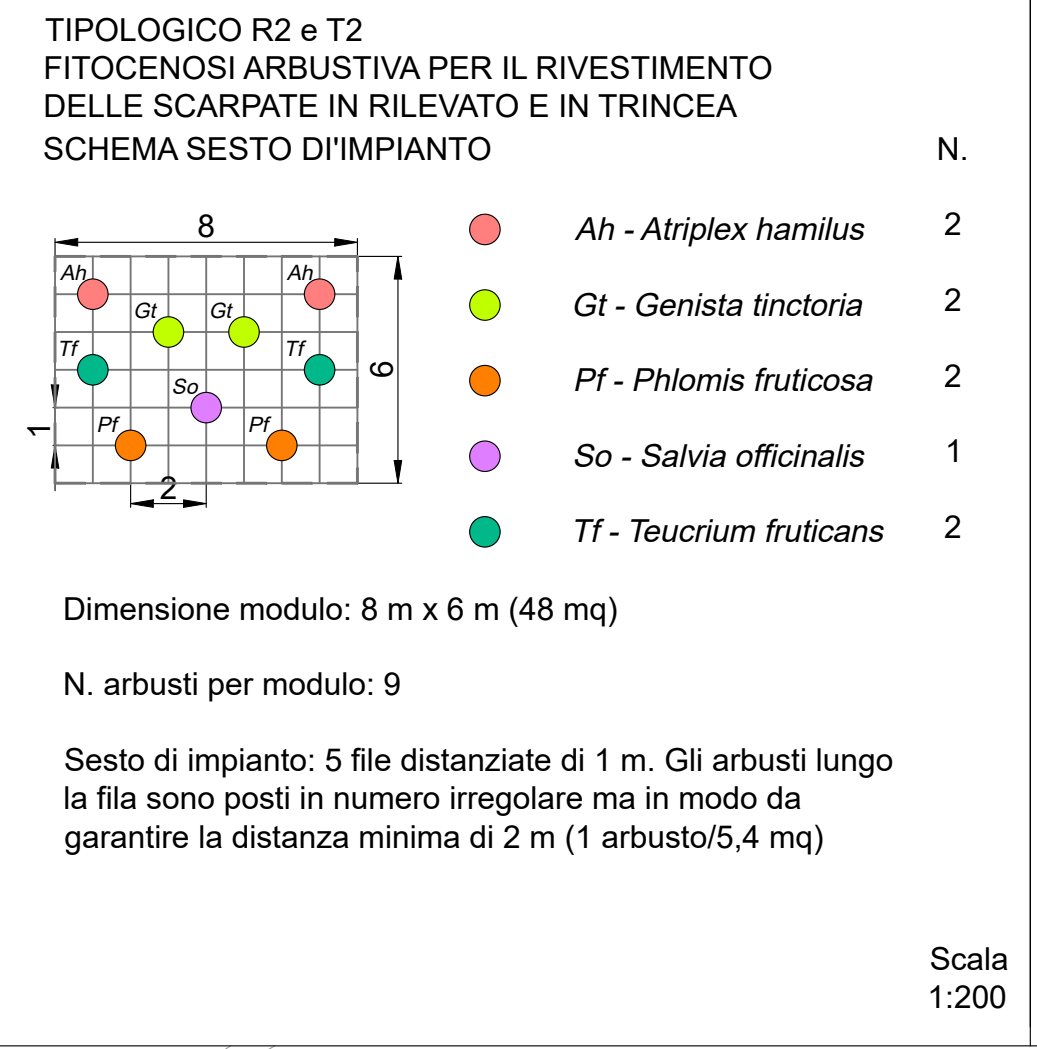 TIPOLOGICO R2 e T2
FITOCENOSI ARBUSTIVA PER IL RIVESTIMENTO
DELLE SCARPATE IN RILEVATO E IN TRINCEA
SCHEMA SESTO DI'IMPIANTO N.
8
Ah Ah
Gt Gt
Tf Tf
So
Pf Pf
6
1
2
Ah - Atriplex hamilus 2
Gt - Genista tinctoria 2
Pf - Phlomis fruticosa 2
So - Salvia officinalis 1
Tf - Teucrium fruticans 2
Dimensione modulo: 8 m x 6 m (48 mq)
N. arbusti per modulo: 9
Sesto di impianto: 5 file distanziate di 1 m. Gli arbusti lungo
la fila sono posti in numero irregolare ma in modo da
garantire la distanza minima di 2 m (1 arbusto/5,4 mq)
Scala
1:200